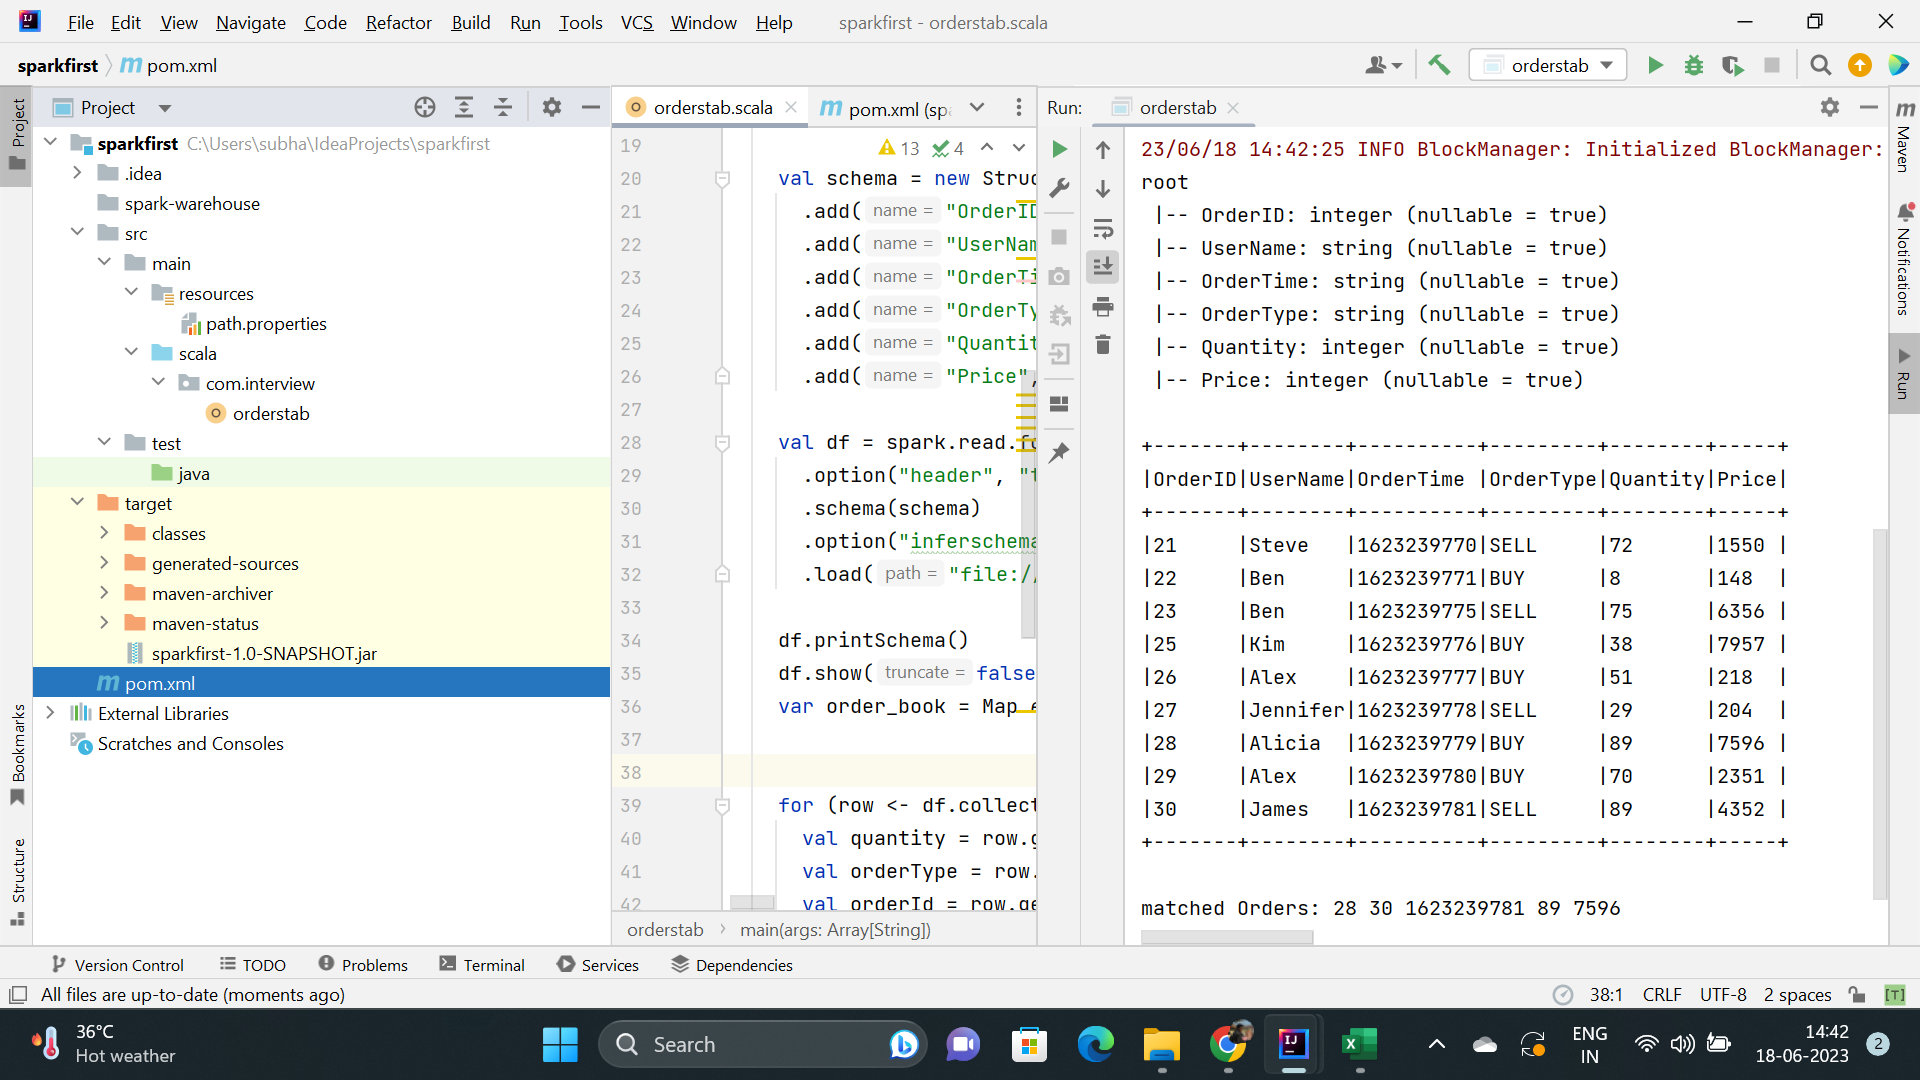 File Edit View Navigate Code Refactor Build Run Tools VCS Window Help sparkfirst - orderstab.scala
sparkfirst pom.xml orderstab
Project
Project
sparkfirst C:\Users\subha\IdeaProjects\sparkfirst
.idea
spark-warehouse
src
main
resources
path.properties
scala
com.interview
orderstab
test
java
target
classes
generated-sources
maven-archiver
maven-status
sparkfirst-1.0-SNAPSHOT.jar
pom.xml
External Libraries
Scratches and Consoles
Bookmarks
Structure
orderstab.scala pom.xml (sp
13 4
19
20 val schema = new Struc
21 .add( name = "OrderID
22 .add( name = "UserNam
23 .add( name = "OrderTi
24 .add( name = "OrderTy
25 .add( name = "Quantit
26 .add( name = "Price",
27
28 val df = spark.read.fo
29 .option("header", "t
30 .schema(schema)
31 .option("inferschema
32 .load( path = "file://
33
34 df.printSchema()
35 df.show( truncate = false
36 var order_book = Map
37
38
39 for (row <- df.collect
40 val quantity = row.g
41 val orderType = row.
42 val orderId = row.ge
orderstab main(args: Array[String])
Run: orderstab
23/06/18 14:42:25 INFO BlockManager: Initialized BlockManager:
root
|-- OrderID: integer (nullable = true)
|-- UserName: string (nullable = true)
|-- OrderTime: string (nullable = true)
|-- OrderType: string (nullable = true)
|-- Quantity: integer (nullable = true)
|-- Price: integer (nullable = true)
+-------+--------+----------+---------+--------+-----+
|OrderID|UserName|OrderTime |OrderType|Quantity|Price|
+-------+--------+----------+---------+--------+-----+
|21     |Steve   |1623239770|SELL     |72      |1550 |
|22     |Ben     |1623239771|BUY      |8       |148  |
|23     |Ben     |1623239775|SELL     |75      |6356 |
|25     |Kim     |1623239776|BUY      |38      |7957 |
|26     |Alex    |1623239777|BUY      |51      |218  |
|27     |Jennifer|1623239778|SELL     |29      |204  |
|28     |Alicia  |1623239779|BUY      |89      |7596 |
|29     |Alex    |1623239780|BUY      |70      |2351 |
|30     |James   |1623239781|SELL     |89      |4352 |
+-------+--------+----------+---------+--------+-----+
matched Orders: 28 30 1623239781 89 7596
Maven
Notifications
Run
Version Control TODO Problems Terminal Services Dependencies
All files are up-to-date (moments ago) 38:1 CRLF UTF-8 2 spaces [T]
36°C
Hot weather
Search
ENG
IN
14:42
18-06-2023
2